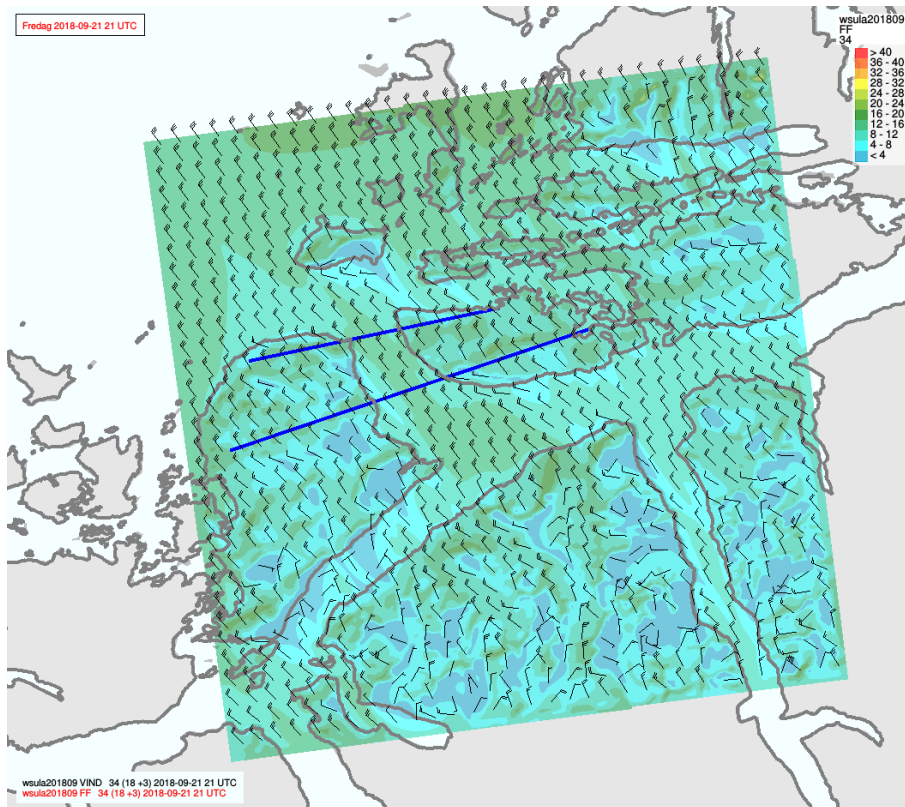 Fredag 2018-09-21 21 UTC
wsula201809
FF
34
> 40
36 - 40
32 - 36
28 - 32
24 - 28
20 - 24
16 - 20
12 - 16
8 - 12
4 - 8
< 4
wsula201809 VIND 34 (18 +3) 2018-09-21 21 UTC
wsula201809 FF 34 (18 +3) 2018-09-21 21 UTC